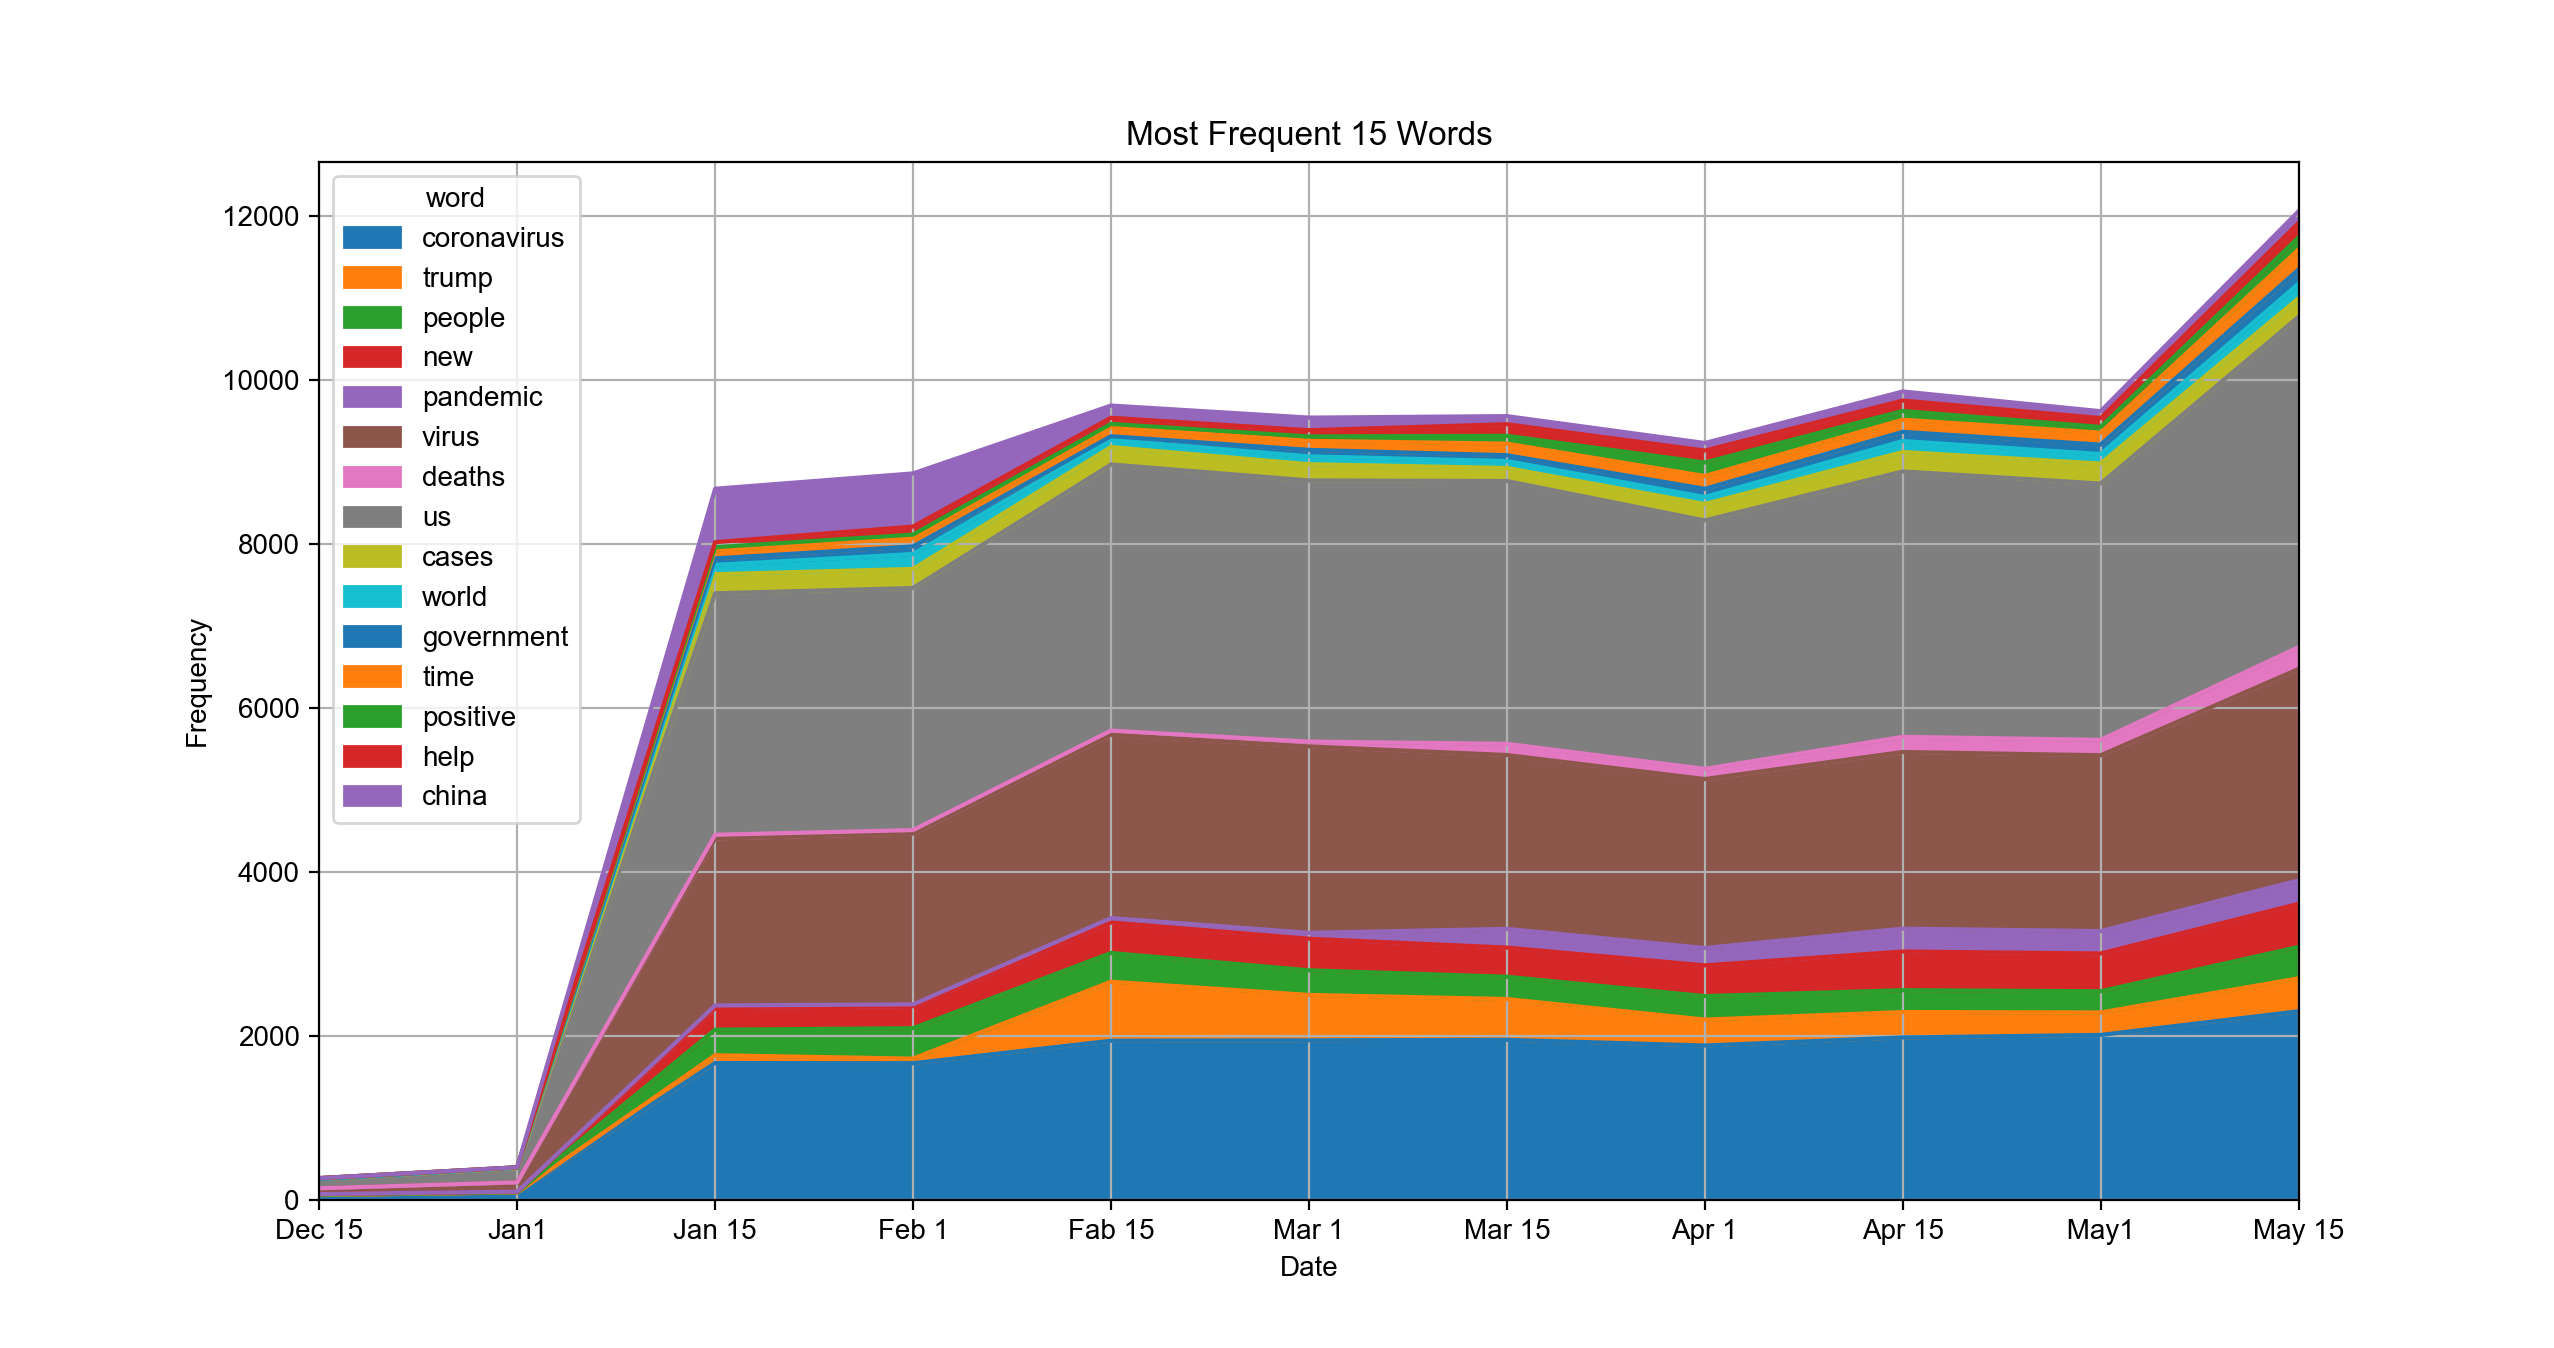 Most Frequent 15 Words
word
coronavirus
trump
people
new
pandemic
virus
deaths
us
cases
world
government
time
positive
help
china
Frequency
12000
10000
8000
6000
4000
2000
0
Dec 15 Jan1 Jan 15 Feb 1 Fab 15 Mar 1 Mar 15 Apr 1 Apr 15 May1 May 15
Date